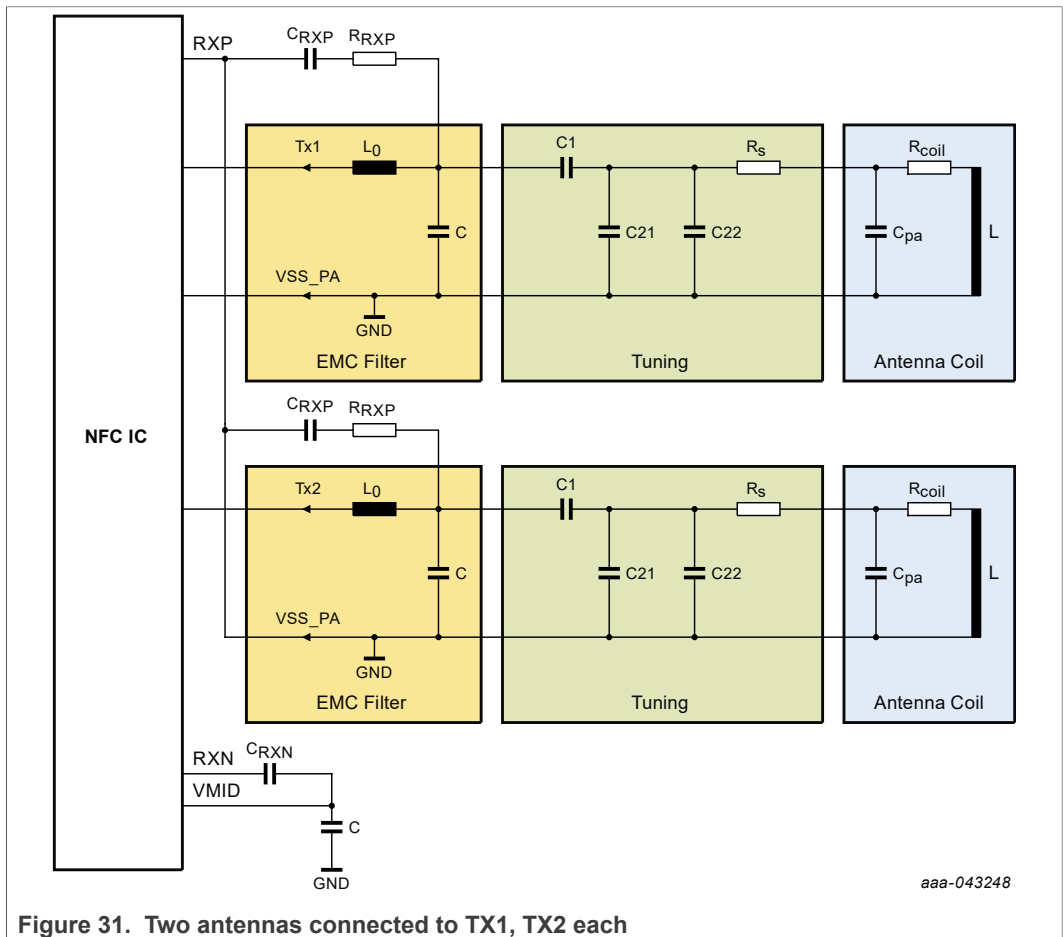 RXP
CRXP
RRXP
Tx1
L0
C
VSS_PA
GND
EMC Filter
C1
Rs
C21
C22
Tuning
Rcoil
Cpa
L
Antenna Coil
NFC IC
CRXP
RRXP
Tx2
L0
C
VSS_PA
GND
EMC Filter
C1
Rs
C21
C22
Tuning
Rcoil
Cpa
L
Antenna Coil
RXN
CRXN
VMID
C
GND
aaa-043248
Figure 31. Two antennas connected to TX1, TX2 each